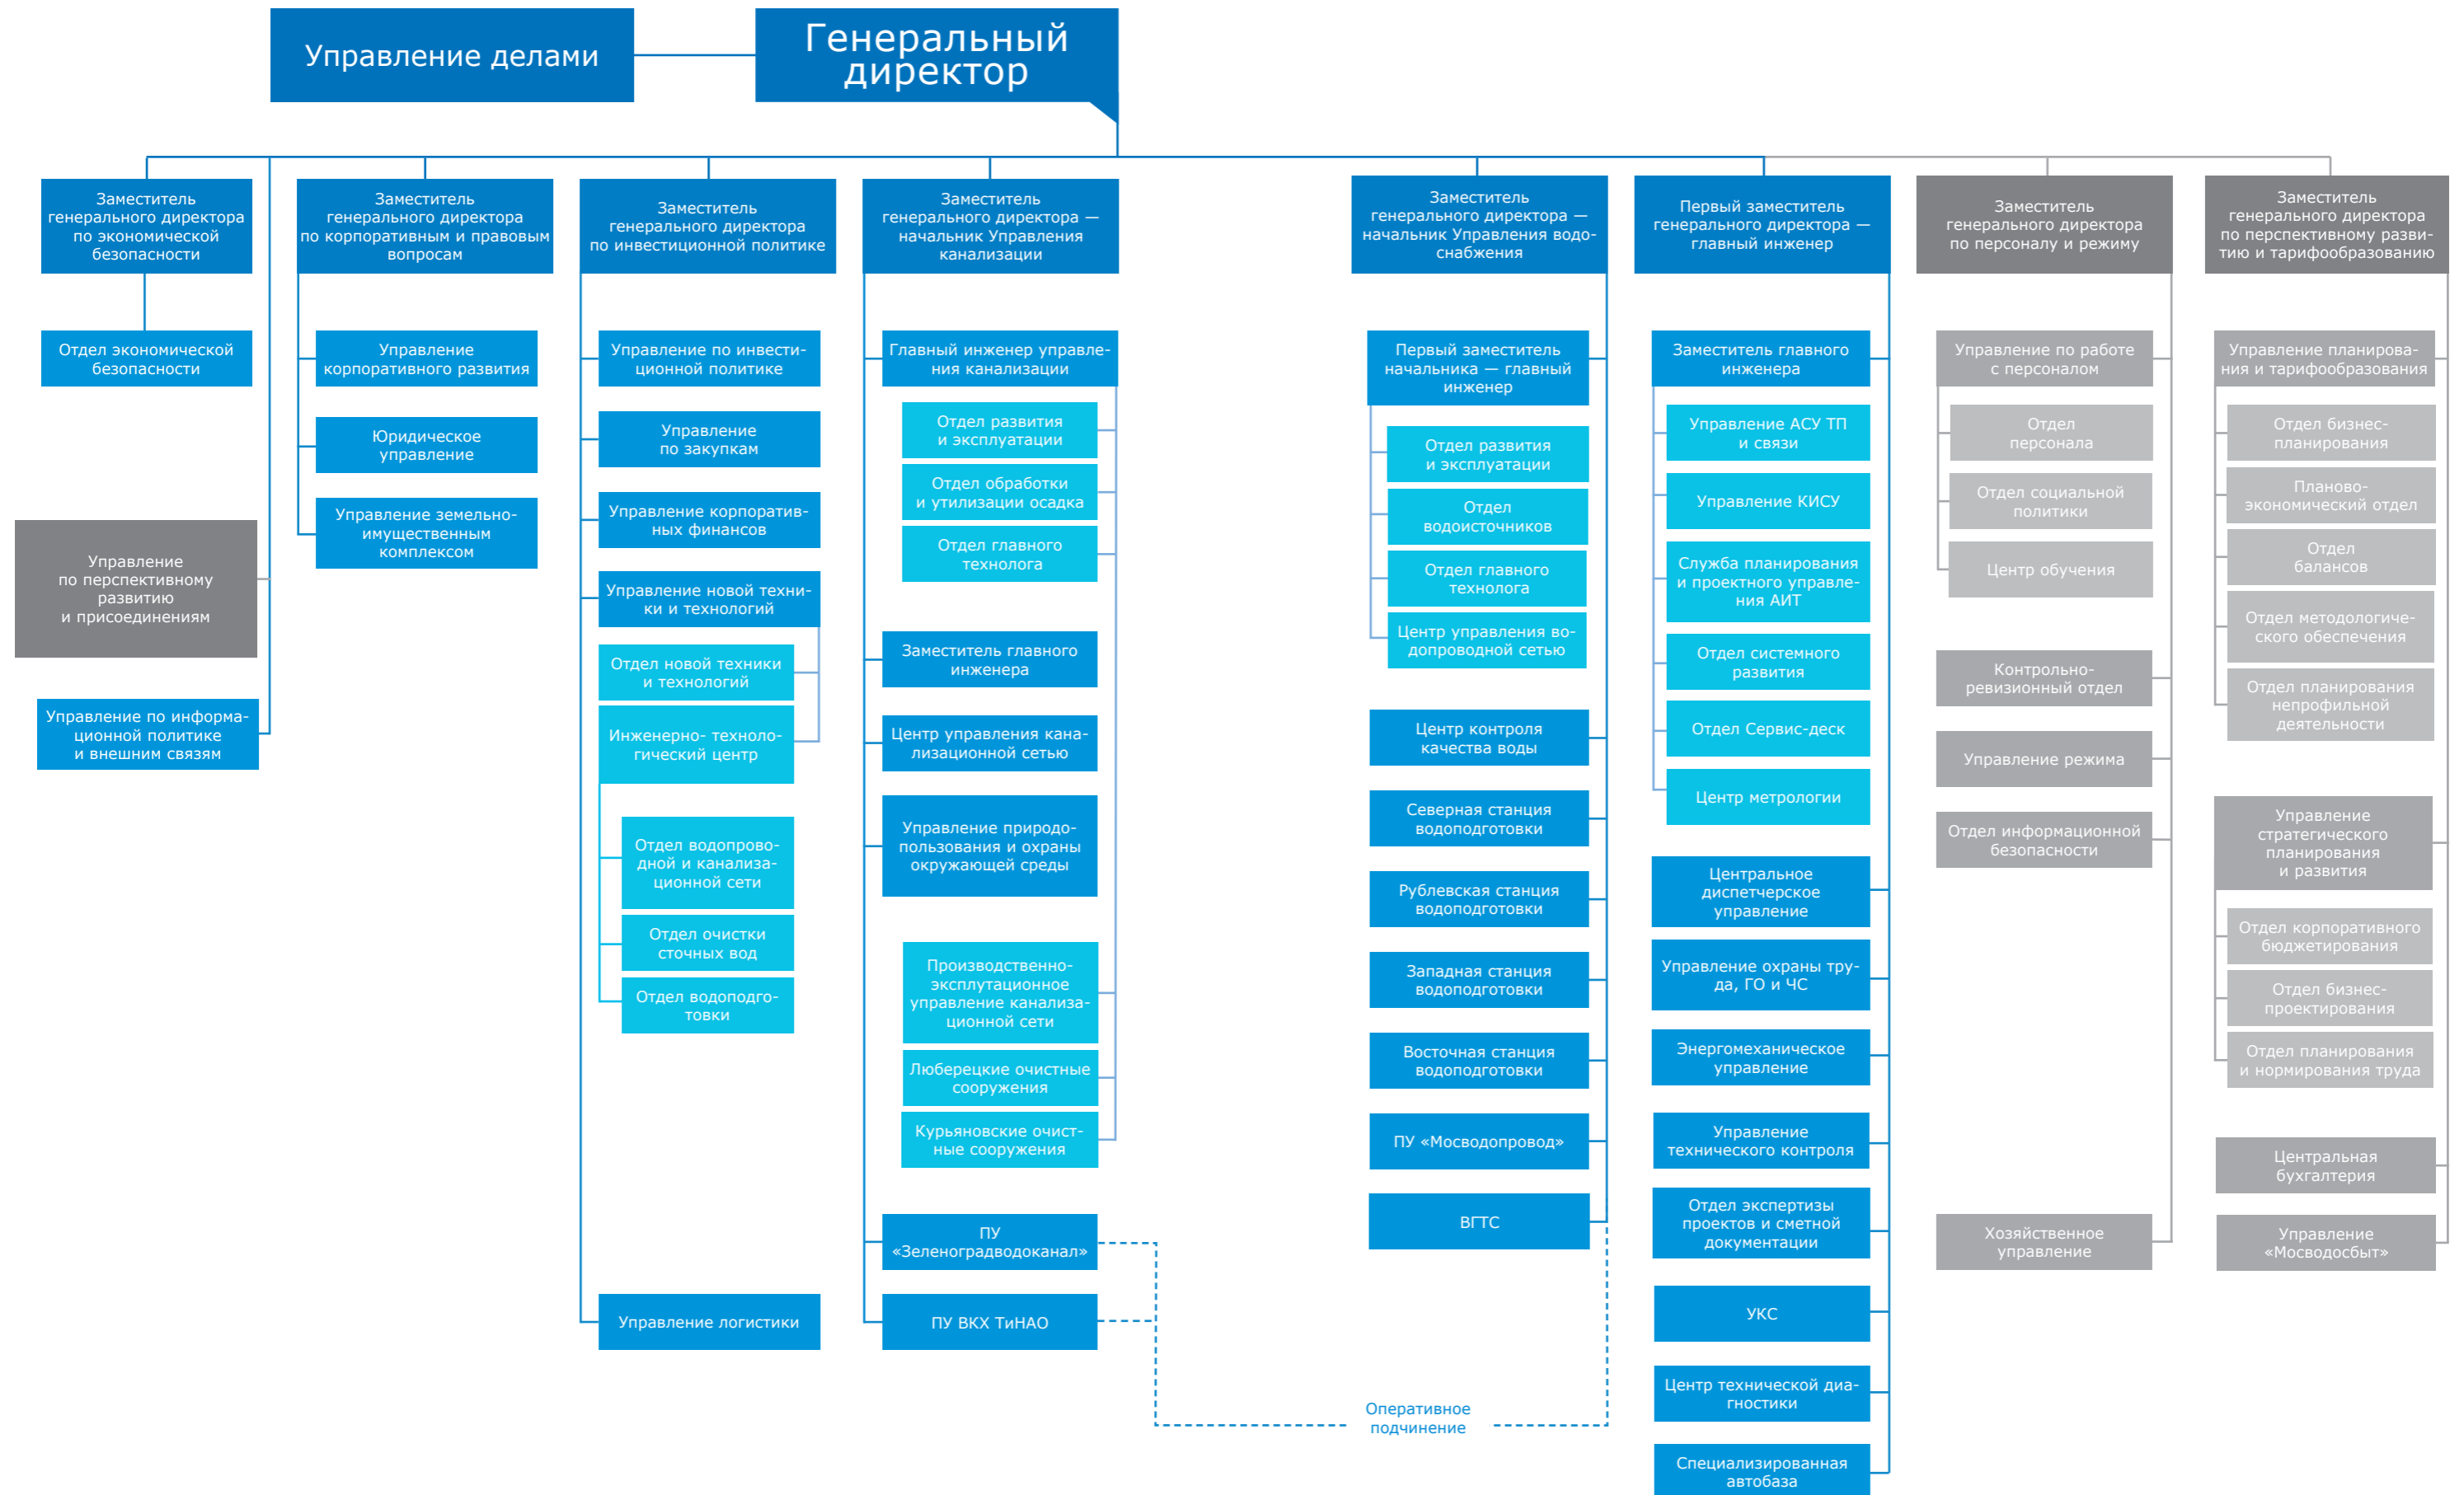 Управление делами
Генеральный
директор
Заместитель
генерального директора
по экономической
безопасности
Отдел экономической
безопасности
Управление
по перспективному
развитию
и присоединениям
Управление по информа-
ционной политике
и внешним связям
Заместитель
генерального директора
по корпоративным и правовым
вопросам
Управление
корпоративного развития
Юридическое
управление
Управление земельно-
имущественным
комплексом
Заместитель
генерального директора
по инвестиционной политике
Управление по инвести-
ционной политике
Управление
по закупкам
Управление корпоратив-
ных финансов
Управление новой техни-
ки и технологий
Отдел новой техники
и технологий
Инженерно- техноло-
гический центр
Отдел водопрово-
дной и канализа-
ционной сети
Отдел очистки
сточных вод
Отдел водоподго-
товки
Управление логистики
Заместитель
генерального директора —
начальник Управления
канализации
Главный инженер управле-
ния канализации
Отдел развития
и эксплуатации
Отдел обработки
и утилизации осадка
Отдел главного
технолога
Заместитель главного
инженера
Центр управления кана-
лизационной сетью
Управление природо-
пользования и охраны
окружающей среды
Производственно-
эксплутационное
управление канализа-
ционной сети
Люберецкие очистные
сооружения
Курьяновские очист-
ные сооружения
ПУ
«Зеленоградводоканал»
ПУ ВКХ ТиНАО
Заместитель
генерального директора —
начальник Управления водо-
снабжения
Первый заместитель
начальника — главный
инженер
Отдел развития
и эксплуатации
Отдел
водоисточников
Отдел главного
технолога
Центр управления во-
допроводной сетью
Центр контроля
качества воды
Северная станция
водоподготовки
Рублевская станция
водоподготовки
Западная станция
водоподготовки
Восточная станция
водоподготовки
ПУ «Мосводопровод»
ВГТС
Оперативное
подчинение
Первый заместитель
генерального директора —
главный инженер
Заместитель главного
инженера
Управление АСУ ТП
и связи
Управление КИСУ
Служба планирования
и проектного управле-
ния АИТ
Отдел системного
развития
Отдел Сервис-деск
Центр метрологии
Центральное
диспетчерское
управление
Управление охраны тру-
да, ГО и ЧС
Энергомеханическое
управление
Управление
технического контроля
Отдел экспертизы
проектов и сметной
документации
УКС
Центр технической диа-
гностики
Специализированная
автобаза
Заместитель
генерального директора
по персоналу и режиму
Управление по работе
с персоналом
Отдел
персонала
Отдел социальной
политики
Центр обучения
Контрольно-
ревизионный отдел
Управление режима
Отдел информационной
безопасности
Хозяйственное
управление
Заместитель
генерального директора
по перспективному разви-
тию и тарифообразованию
Управление планирова-
ния и тарифообразования
Отдел бизнес-
планирования
Планово-
экономический отдел
Отдел
балансов
Отдел методологиче-
ского обеспечения
Отдел планирования
непрофильной
деятельности
Управление
стратегического
планирования
и развития
Отдел корпоративного
бюджетирования
Отдел бизнес-
проектирования
Отдел планирования
и нормирования труда
Центральная
бухгалтерия
Управление
«Мосводосбыт»